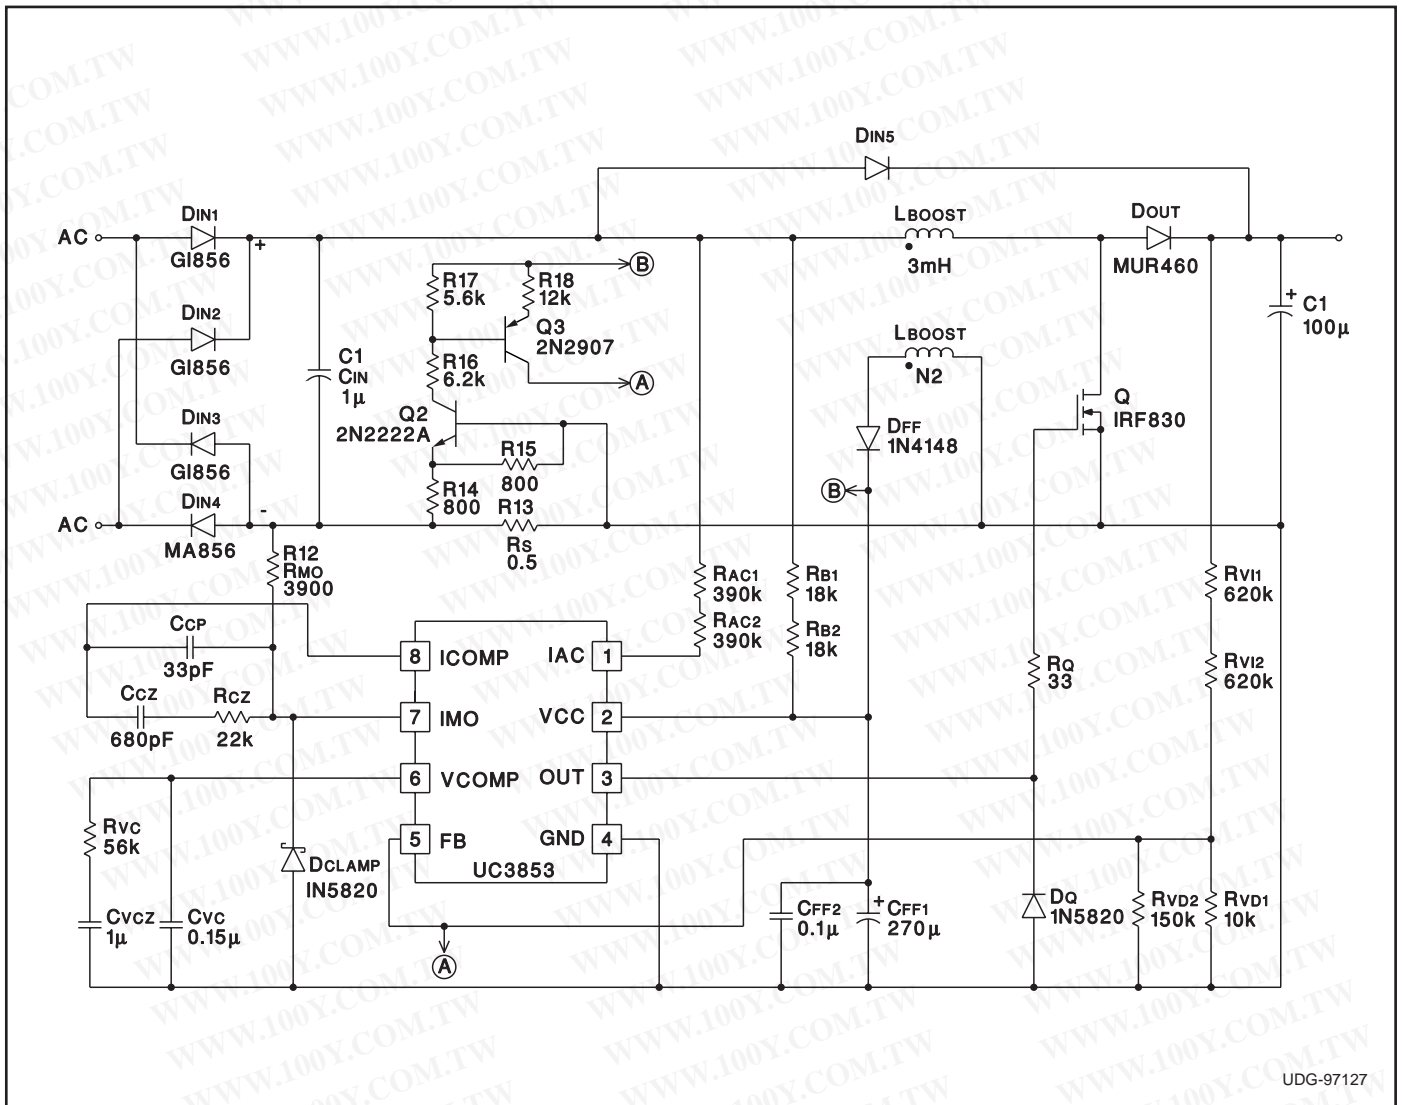 DIN5
DIN1
AC
+
GI856
DIN2
GI856
DIN3
GI856
DIN4
-
AC
MA856
C1
CIN
1µ
R17
5.6k
R18
12k
B
Q3
2N2907
R16
6.2k
A
Q2
2N2222A
R15
800
R14
800
R13
RS
0.5
LBOOST
3mH
LBOOST
N2
DFF
1N4148
B
DOUT
MUR460
+
C1
100µ
Q
IRF830
R12
RMO
3900
CCP
33pF
CCZ
680pF
RCZ
22k
RAC1
390k
RAC2
390k
RB1
18k
RB2
18k
RVI1
620k
RQ
33
RVI2
620k
8 ICOMP
IAC 1
7 IMO
VCC 2
6 VCOMP
OUT 3
5 FB
GND 4
UC3853
RVC
56k
CVCZ
1µ
CVC
0.15µ
DCLAMP
IN5820
A
CFF2
0.1µ
+
CFF1
270µ
DQ
1N5820
RVD2
150k
RVD1
10k
UDG-97127
WWW.100Y.COM.TW